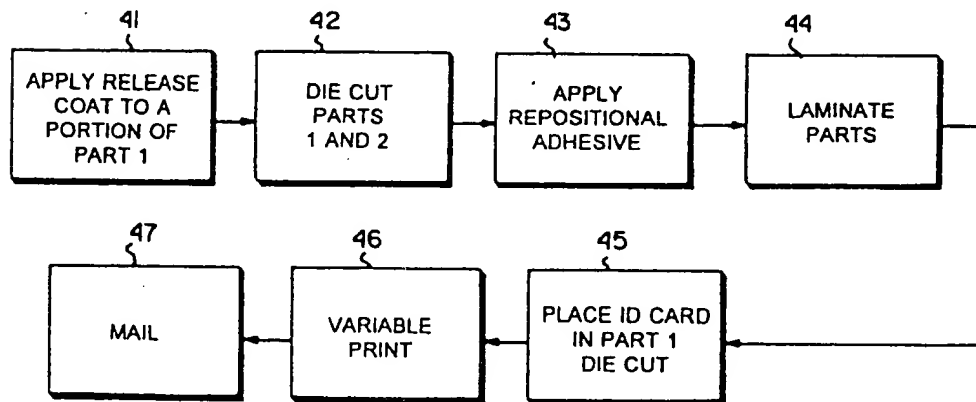 41
APPLY RELEASE
COAT TO A
PORTION OF
PART 1
42
DIE CUT
PARTS
1 AND 2
43
APPLY
REPOSITIONAL
ADHESIVE
44
LAMINATE
PARTS
45
PLACE ID CARD
IN PART 1
DIE CUT
46
VARIABLE
PRINT
47
MAIL